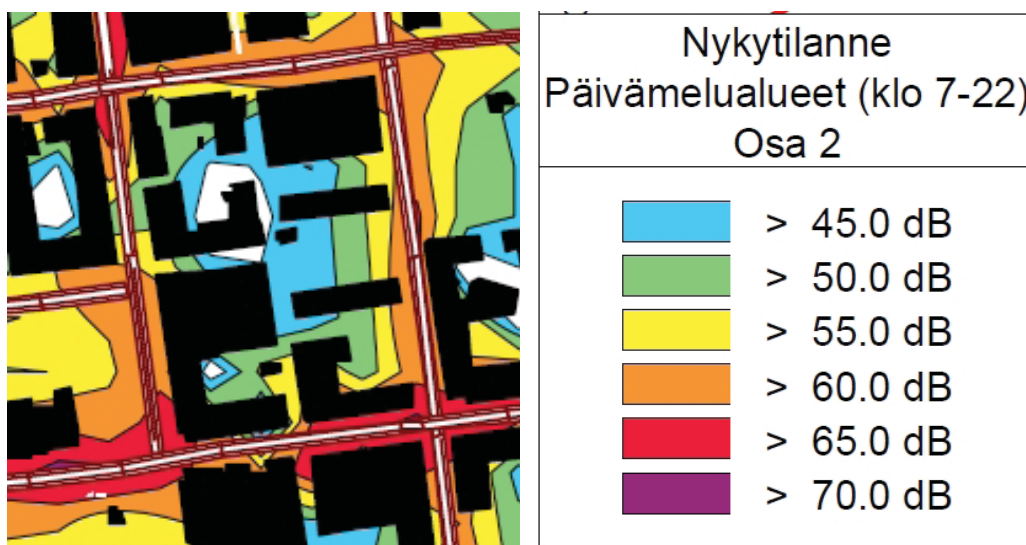 Nykytilanne
Päivämelualueet (klo 7-22)
Osa 2
> 45.0 dB
> 50.0 dB
> 55.0 dB
> 60.0 dB
> 65.0 dB
> 70.0 dB